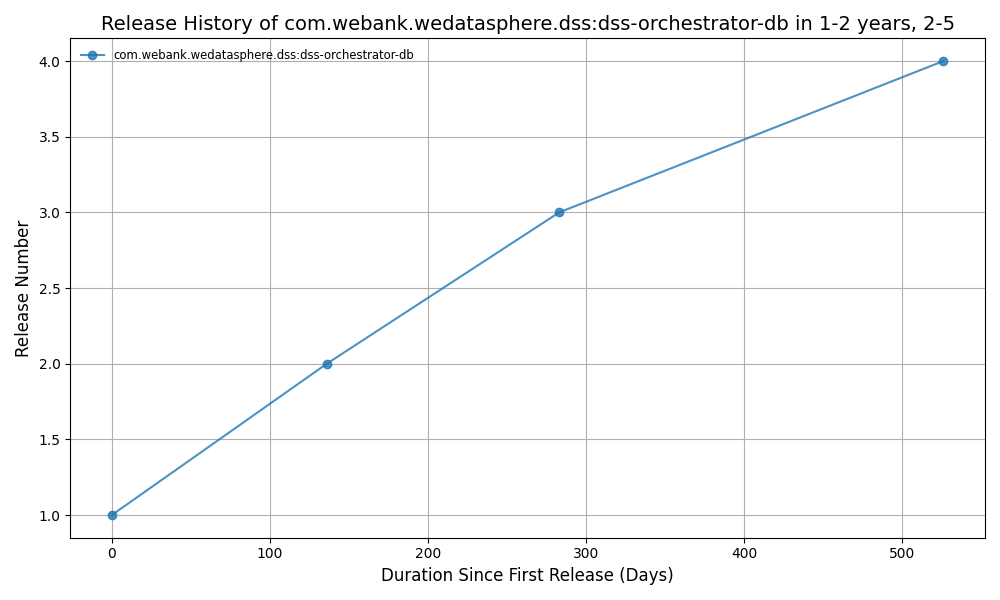 Release History of com.webank.wedatasphere.dss:dss-orchestrator-db in 1-2 years, 2-5
com.webank.wedatasphere.dss:dss-orchestrator-db
4.0
3.5
3.0
2.5
2.0
1.5
1.0
Release Number
0 100 200 300 400 500
Duration Since First Release (Days)